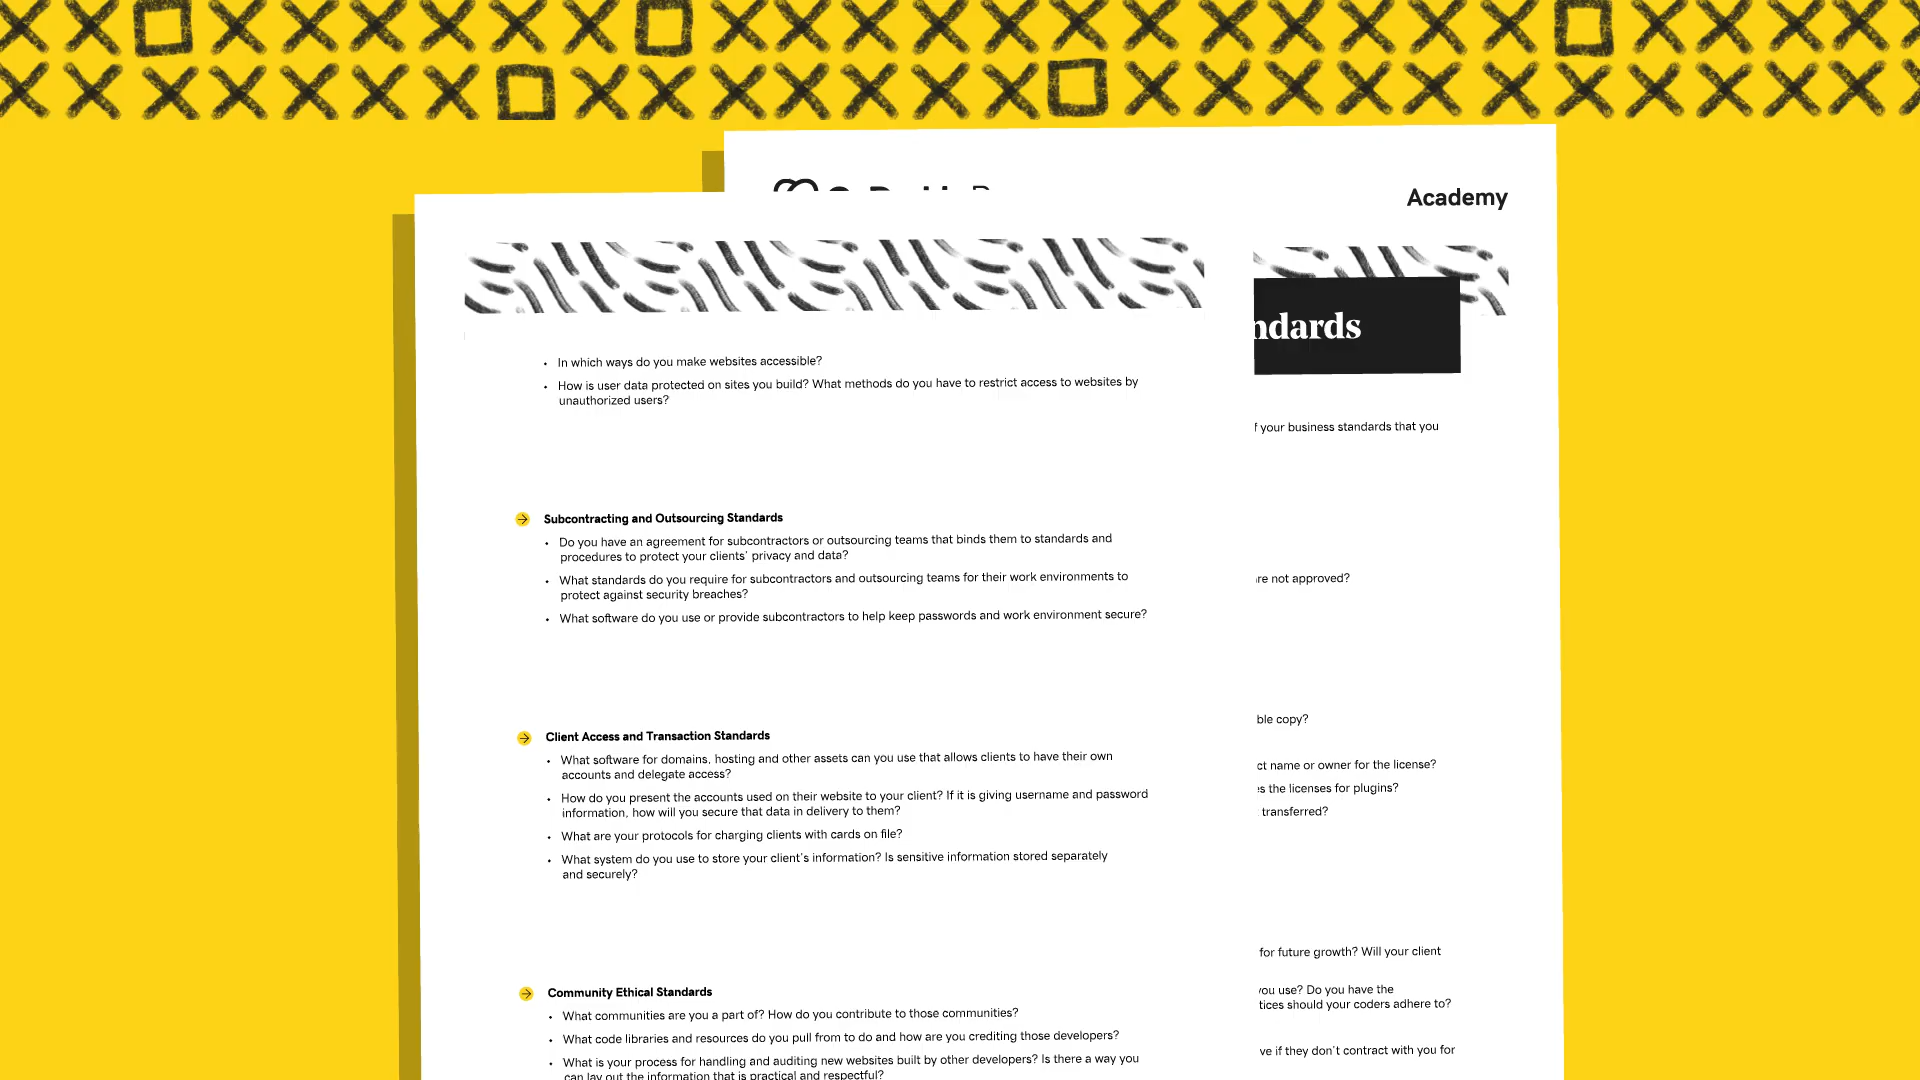 Academy
ndards
In which ways do you make websites accessible?
How is user data protected on sites you build? What methods do you have to restrict access to websites by
unauthorized users?
Subcontracting and Outsourcing Standards
Do you have an agreement for subcontractors or outsourcing teams that binds them to standards and
procedures to protect your clients' privacy and data?
What standards do you require for subcontractors and outsourcing teams for their work environments to
protect against security breaches?
What software do you use or provide subcontractors to help keep passwords and work environment secure?
Client Access and Transaction Standards
What software for domains, hosting and other assets can you use that allows clients to have their own
accounts and delegate access?
How do you present the accounts used on their website to your client? If it is giving username and password
information, how will you secure that data in delivery to them?
What are your protocols for charging clients with cards on file?
What system do you use to store your client's information? Is sensitive information stored separately
and securely?
Community Ethical Standards
What communities are you a part of? How do you contribute to those communities?
What code libraries and resources do you pull from to do and how are you crediting those developers?
What is your process for handling and auditing new websites built by other developers? Is there a way you
can lay out the information that is practical and respectful?
f your business standards that you
re not approved?
ble copy?
ct name or owner for the license?
s the licenses for plugins?
transferred?
for future growth? Will your client
you use? Do you have the
tices should your coders adhere to?
ve if they don't contract with you for